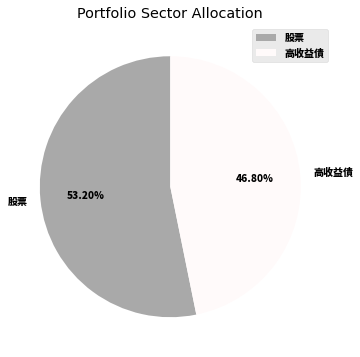 Portfolio Sector Allocation
股票
高收益債
高收益債
46.80%
53.20%
股票